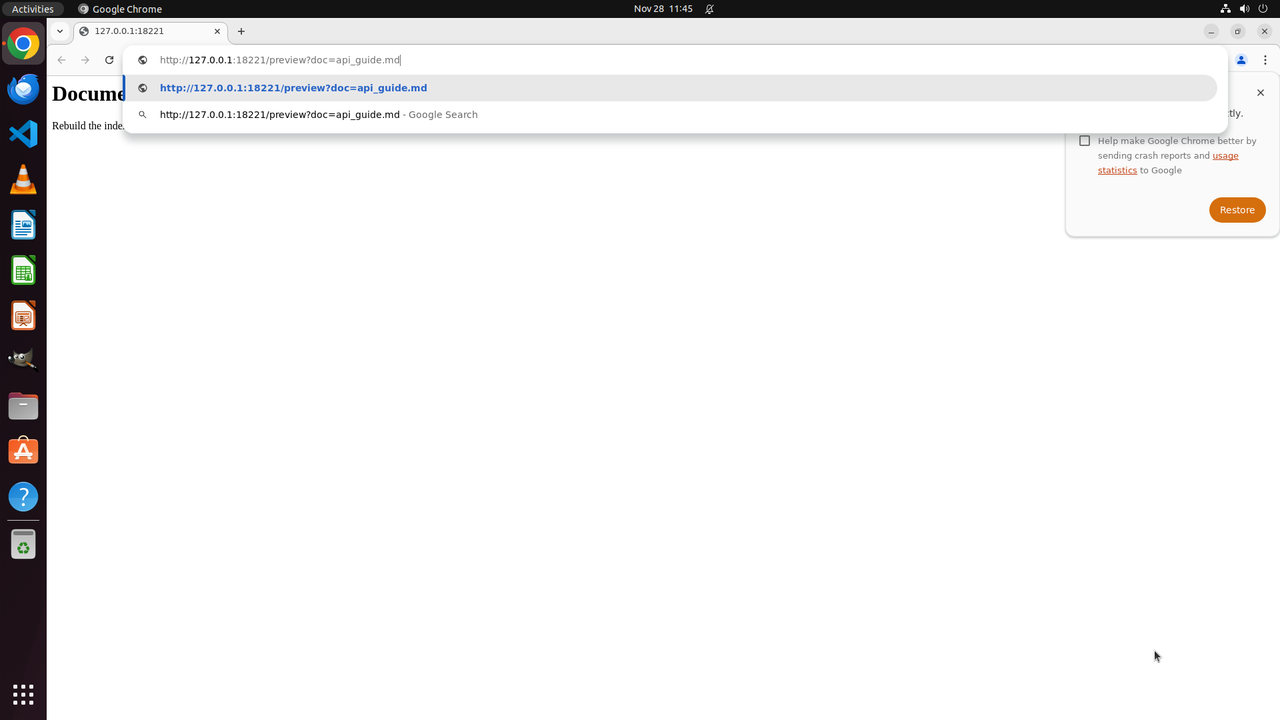 Activities
Google Chrome
Nov 28 11:45
127.0.0.1:18221
http://127.0.0.1:18221/preview?doc=api_guide.md
http://127.0.0.1:18221/preview?doc=api_guide.md
http://127.0.0.1:18221/preview?doc=api_guide.md - Google Search
Docume
Rebuild the inde
tly.
Help make Google Chrome better by
sending crash reports and usage
statistics to Google
Restore